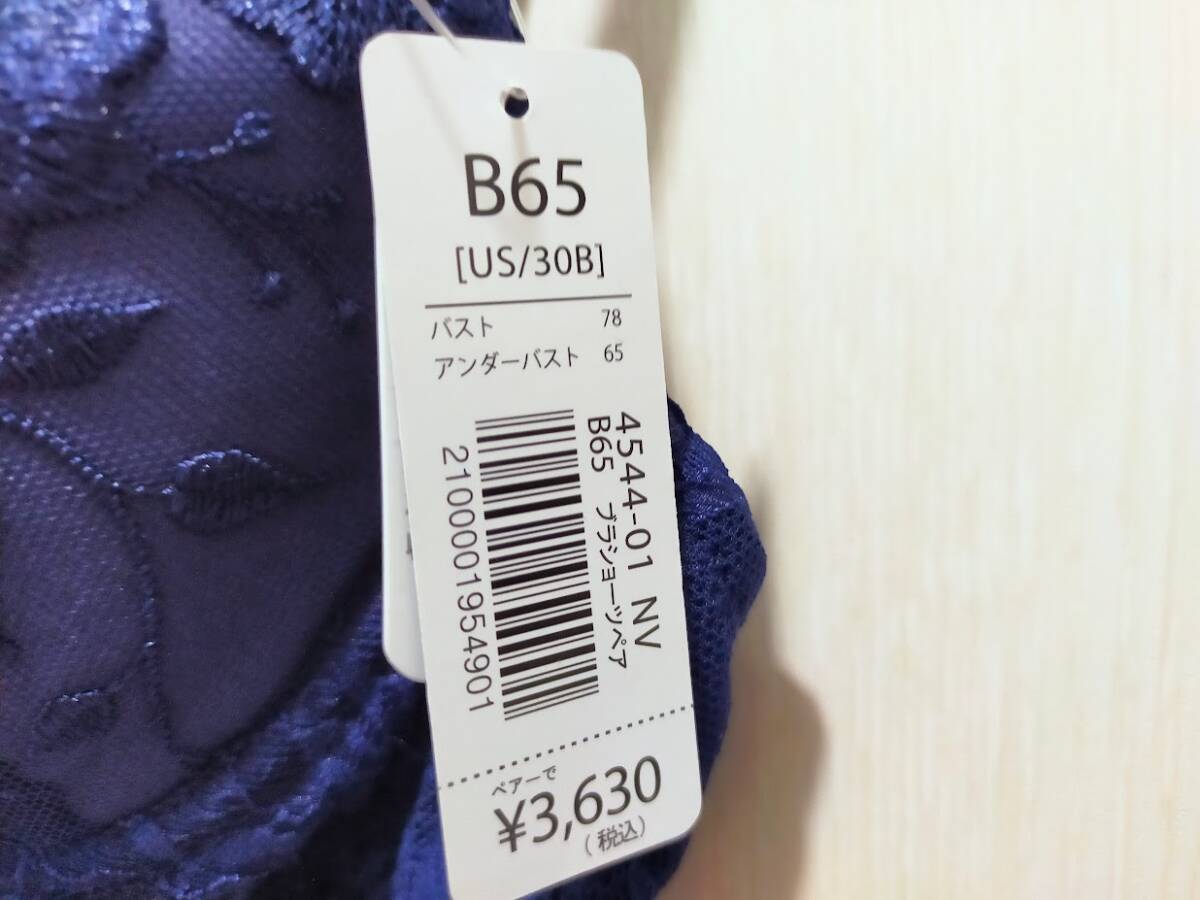 B65
[US/30B]
バスト 78
アンダーバスト 65
4544-01 NV
B65 ブラショーツペア
2100001954901
ペアーで
¥3,630
(税込)